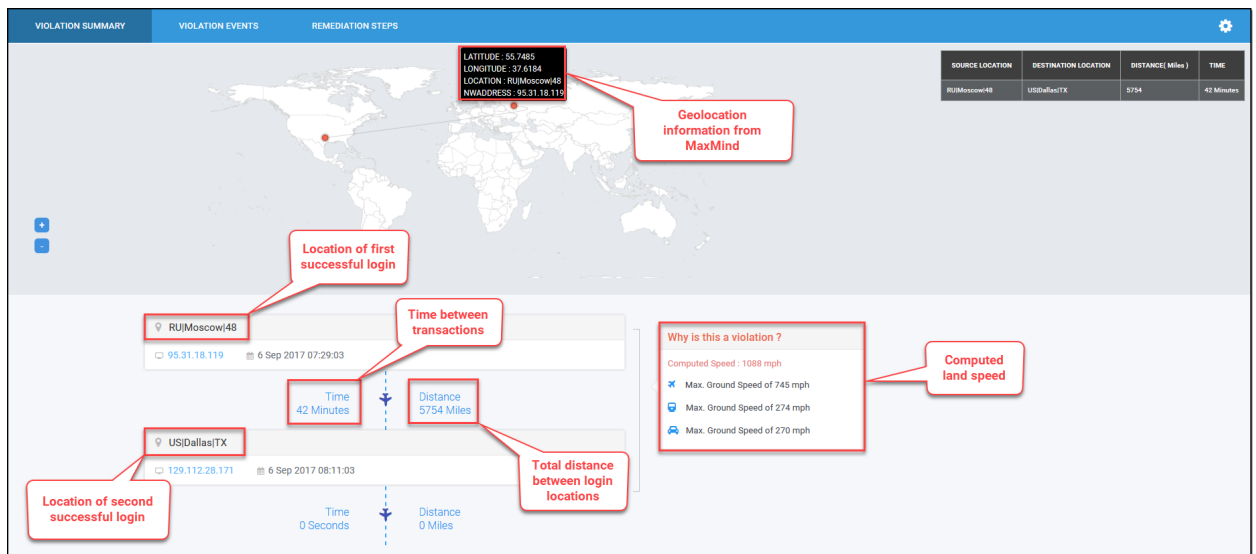 VIOLATION SUMMARY
VIOLATION EVENTS
REMEDIATION STEPS
LATITUDE : 55.7485
LONGITUDE : 37.6184
LOCATION : RU|Moscow|48
NWADDRESS : 95.31.18.119
SOURCE LOCATION DESTINATION LOCATION DISTANCE( Miles ) TIME
RU|Moscow|48 US|Dallas|TX 5754 42 Minutes
Geolocation
information from
MaxMind
+
-
Location of first
successful login
Time between
transactions
RU|Moscow|48
95.31.18.119 6 Sep 2017 07:29:03
Time
42 Minutes
Distance
5754 Miles
Why is this a violation ?
Computed Speed : 1088 mph
Max. Ground Speed of 745 mph
Max. Ground Speed of 274 mph
Max. Ground Speed of 270 mph
Computed
land speed
US|Dallas|TX
129.112.28.171 6 Sep 2017 08:11:03
Total distance
between login
locations
Location of second
successful login
Time
0 Seconds
Distance
0 Miles